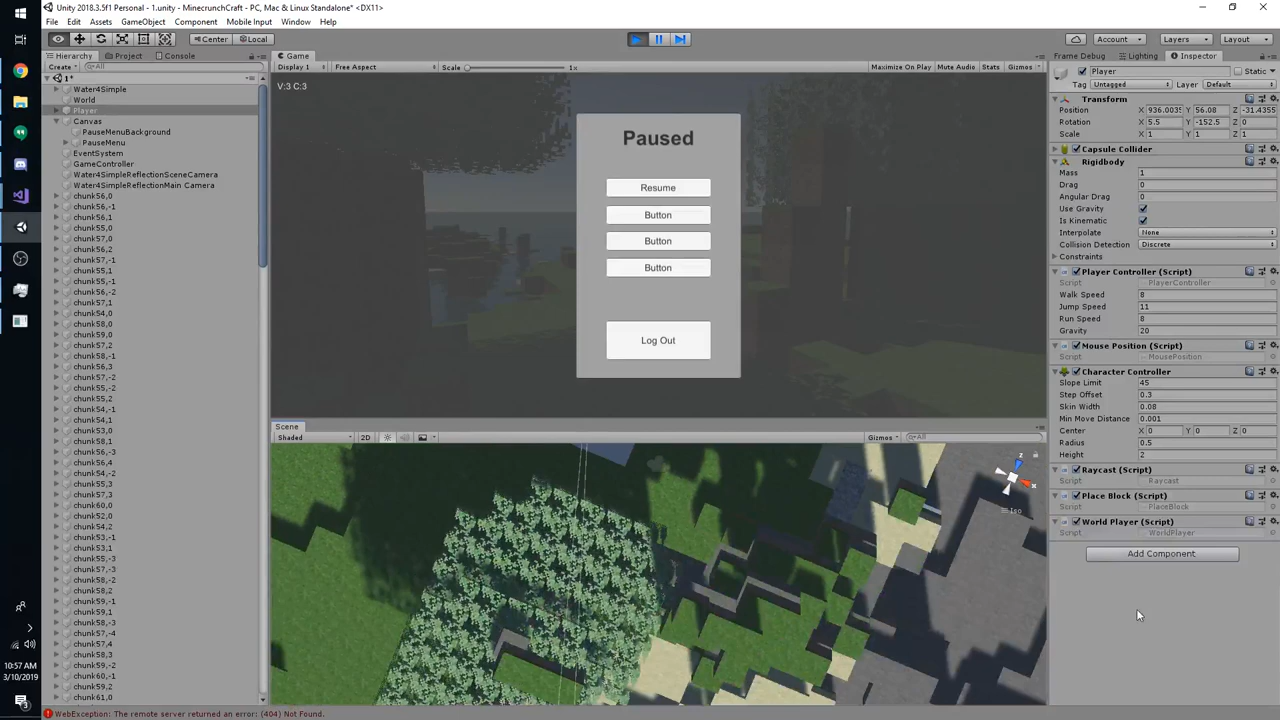 Unity 2018.3.5f1 Personal - 1.unity - MinecrunchCraft - PC, Mac & Linux Standalone* <DX11>
File Edit Assets GameObject Component Mobile Input Window Help
Center Local
Account Layers Layout
Hierarchy Project Console
Create All
1*
Water4Simple
World
Player
Canvas
PauseMenuBackground
PauseMenu
EventSystem
GameController
Water4SimpleReflectionSceneCamera
Water4SimpleReflectionMain Camera
chunk56,0
chunk56,-1
chunk56,1
chunk55,0
chunk57,0
chunk56,2
chunk57,-1
chunk55,1
chunk55,-1
chunk56,-2
chunk57,1
chunk54,0
chunk58,0
chunk59,0
chunk57,2
chunk58,-1
chunk56,3
chunk57,-2
chunk55,-2
chunk55,2
chunk54,-1
chunk54,1
chunk53,0
chunk58,1
chunk56,-3
chunk56,4
chunk54,-2
chunk55,3
chunk57,3
chunk60,0
chunk52,0
chunk54,2
chunk53,-1
chunk53,1
chunk55,-3
chunk57,-3
chunk58,-2
chunk58,2
chunk59,-1
chunk59,1
chunk58,-3
chunk57,-4
chunk57,4
chunk58,3
chunk59,-2
chunk60,-1
chunk59,2
chunk61,0
Game
Display 1 Free Aspect Scale 1x Maximize On Play Mute Audio Stats Gizmos
V:3 C:3
Paused
Resume
Button
Button
Button
Log Out
Scene
Shaded 2D Gizmos All
z
x
Iso
Frame Debug Lighting Inspector
Player Static
Tag Untagged Layer Default
Transform
Position X 936.0035 Y 56.08 Z -31.4355
Rotation X 5.5 Y -152.5 Z 0
Scale X 1 Y 1 Z 1
Capsule Collider
Rigidbody
Mass 1
Drag 0
Angular Drag 0
Use Gravity
Is Kinematic
Interpolate None
Collision Detection Discrete
Constraints
Player Controller (Script)
Script PlayerController
Walk Speed 8
Jump Speed 11
Run Speed 8
Gravity 20
Mouse Position (Script)
Script MousePosition
Character Controller
Slope Limit 45
Step Offset 0.3
Skin Width 0.08
Min Move Distance 0.001
Center X 0 Y 0 Z 0
Radius 0.5
Height 2
Raycast (Script)
Script Raycast
Place Block (Script)
Script PlaceBlock
World Player (Script)
Script WorldPlayer
Add Component
10:57 AM
3/10/2019
WebException: The remote server returned an error: (404) Not Found.